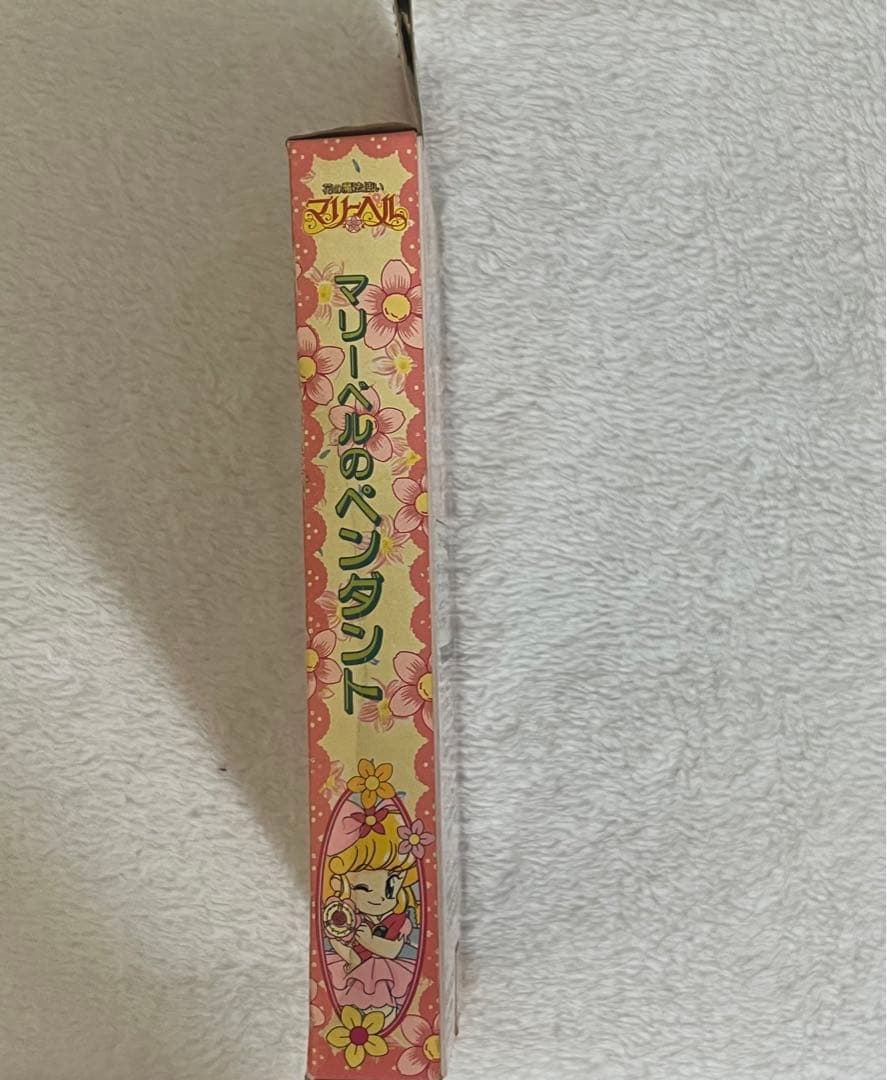 花の魔法使い
マリーベル
マリーベルのペンダント